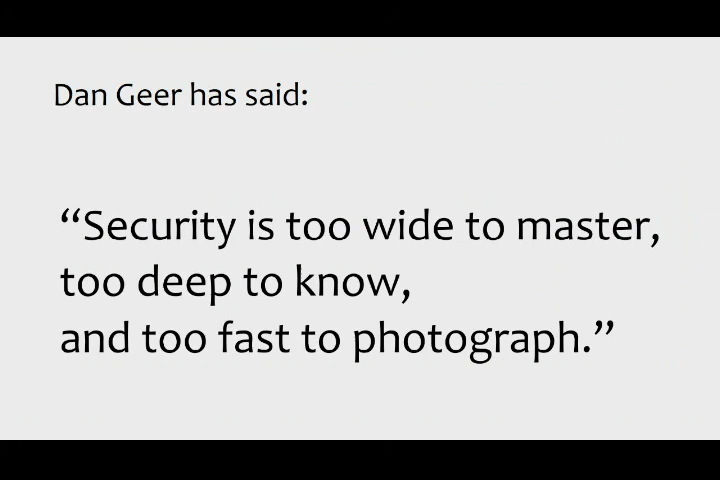 Dan Geer has said:
“Security is too wide to master,
too deep to know,
and too fast to photograph.”